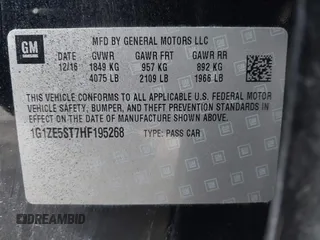 GM
MFD BY GENERAL MOTORS LLC
DATE GVWR GAWR FRT GAWR RR
12/16 1849 KG 957 KG 892 KG
4075 LB 2109 LB 1966 LB
THIS VEHICLE CONFORMS TO ALL APPLICABLE U.S. FEDERAL MOTOR
VEHICLE SAFETY, BUMPER, AND THEFT PREVENTION STANDARDS IN
EFFECT ON THE DATE OF MANUFACTURE SHOWN ABOVE.
1G1ZE5ST7HF195268 TYPE: PASS CAR
DREAMBID